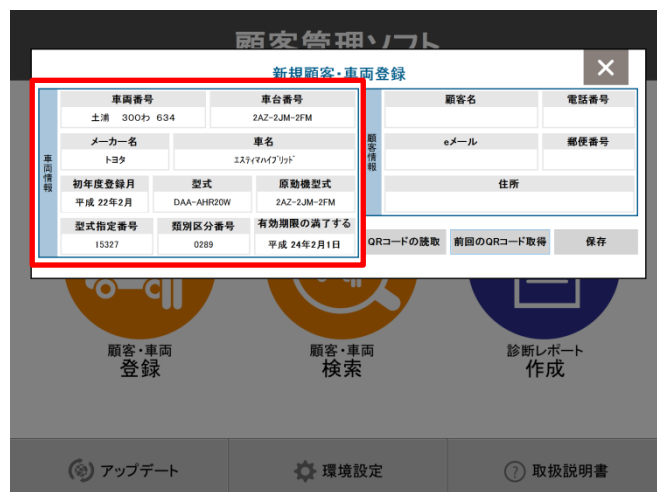 顧客管理ソフト
新規顧客・車両登録
車両情報
車両番号
車台番号
土浦 300わ 634
2AZ-2JM-2FM
メーカー名
車名
トヨタ
エスティマハイブリッド
初年度登録月
型式
原動機型式
平成 22年2月
DAA-AHR20W
2AZ-2JM-2FM
型式指定番号
類別区分番号
有効期限の満了する
15327
0289
平成 24年2月1日
顧客情報
顧客名
電話番号
eメール
郵便番号
住所
QRコードの読取
前回のQRコード取得
保存
顧客・車両
登録
顧客・車両
検索
診断レポート
作成
アップデート
環境設定
取扱説明書